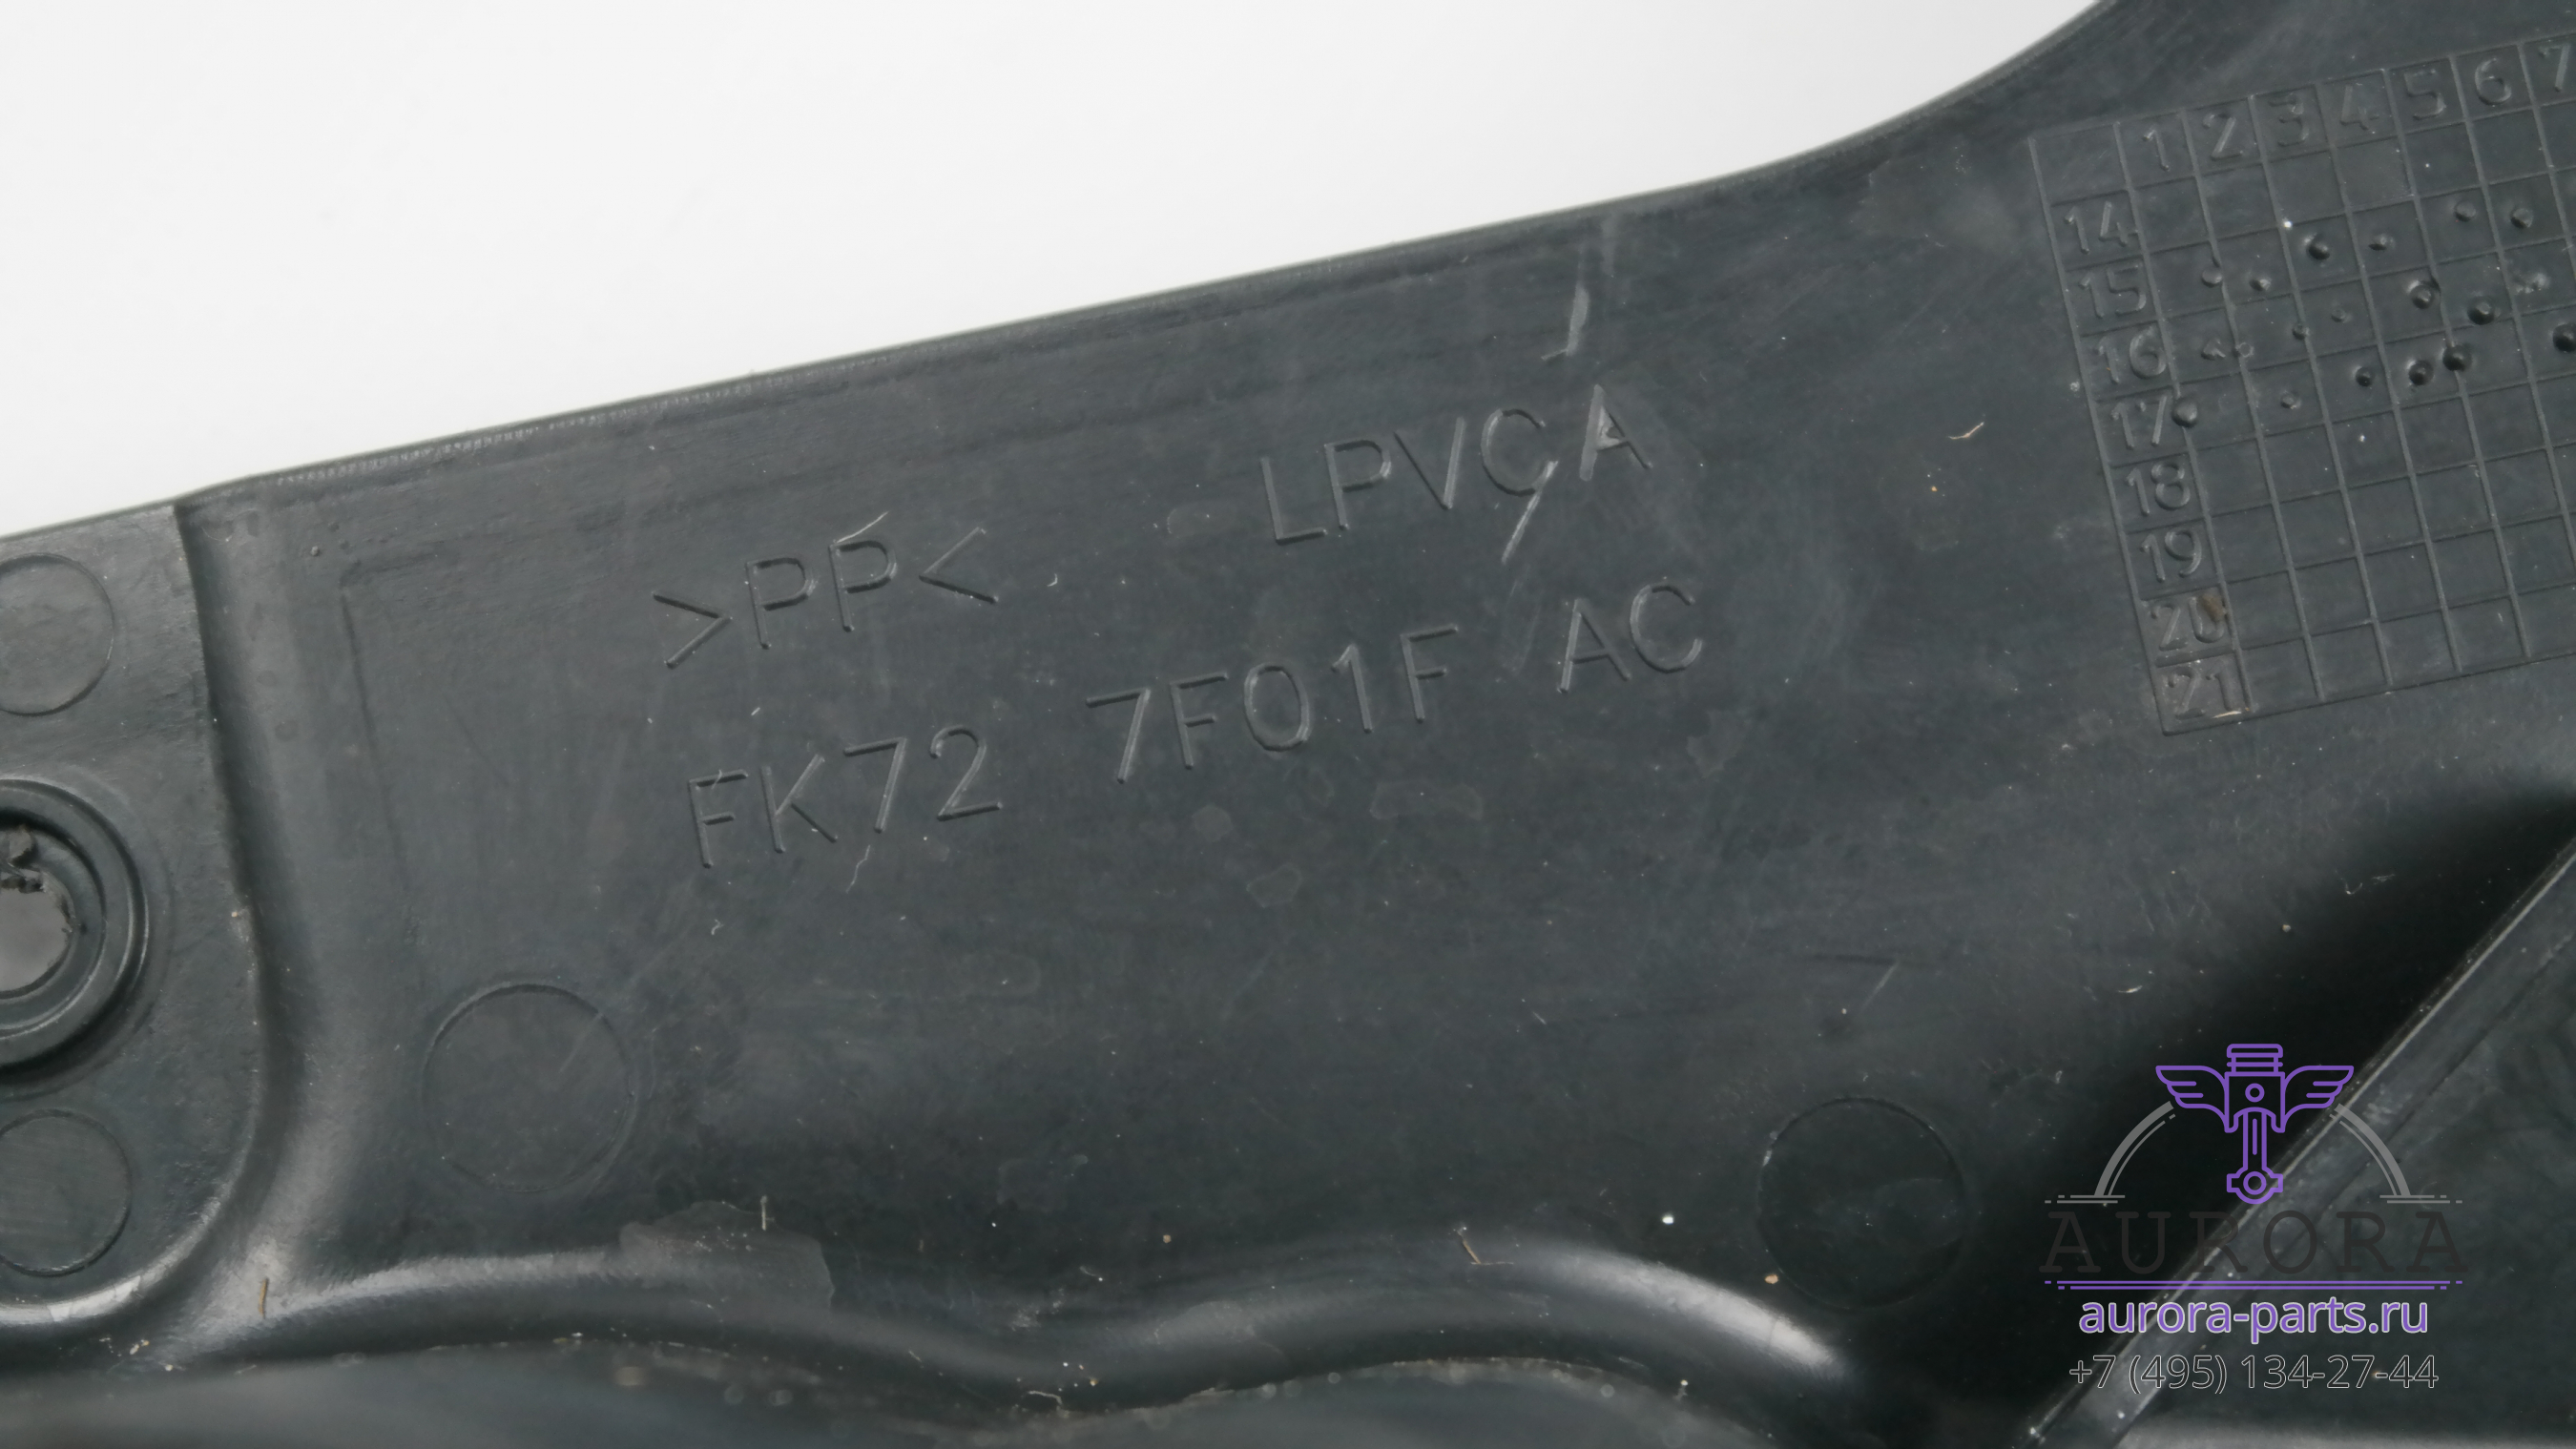 1 2 3 4 5 6 7
14
15
16
17
18
19
20
21
>PP< LPVCA
FK72 7F01F AC
AURORA
aurora-parts.ru
+7 (495) 134-27-44